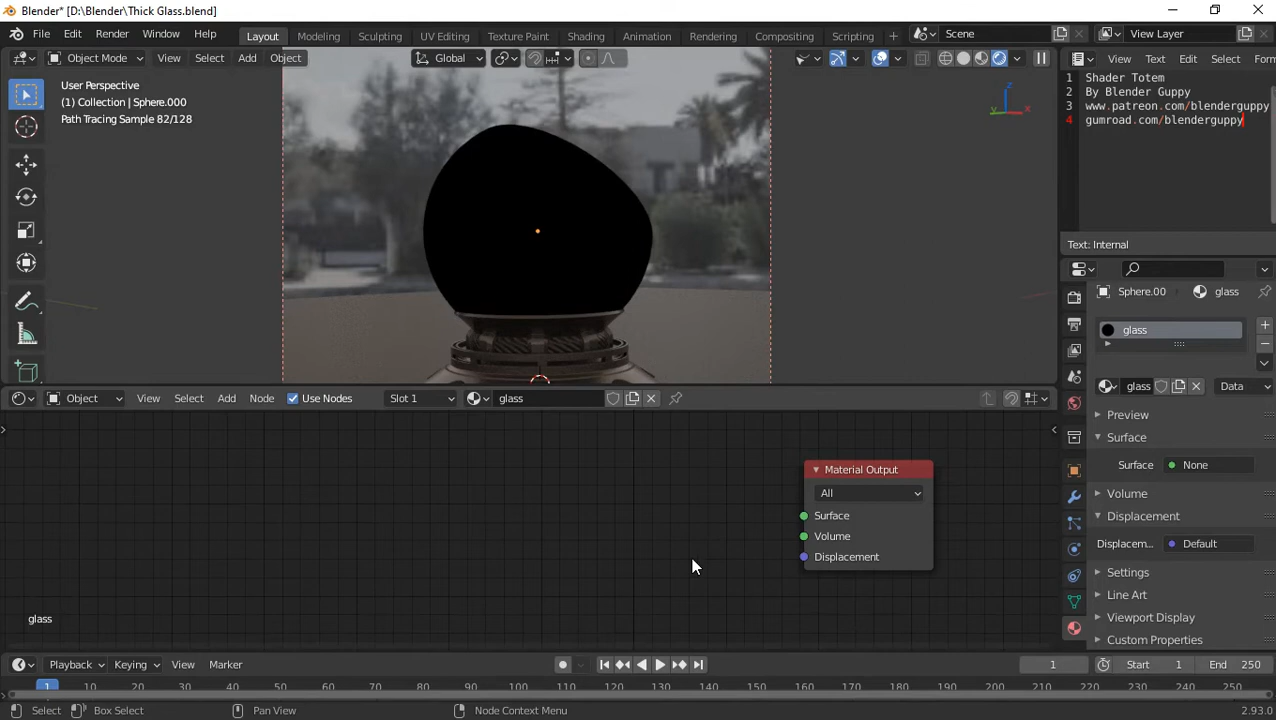 Blender* [D:\Blender\Thick Glass.blend]
File Edit Render Window Help Layout Modeling Sculpting UV Editing Texture Paint Shading Animation Rendering Compositing Scripting + Scene View Layer
Object Mode View Select Add Object Global View Text Edit Select Form
User Perspective
(1) Collection | Sphere.000
Path Tracing Sample 82/128
Z
Y
X
1 Shader Totem
2 By Blender Guppy
3 www.patreon.com/blenderguppy
4 gumroad.com/blenderguppy
Text: Internal
Sphere.00 glass
glass
glass Data
Preview
Surface
Surface None
Volume
Displacement
Displacem... Default
Settings
Line Art
Viewport Display
Custom Properties
Object View Select Add Node Use Nodes Slot 1 glass
Material Output
All
Surface
Volume
Displacement
glass
Playback Keying View Marker 1 Start 1 End 250
1 10 20 30 40 50 60 70 80 90 100 110 120 130 140 150 160 170 180 190 200 210 220 230 240 250
Select Box Select Pan View Node Context Menu 2.93.0